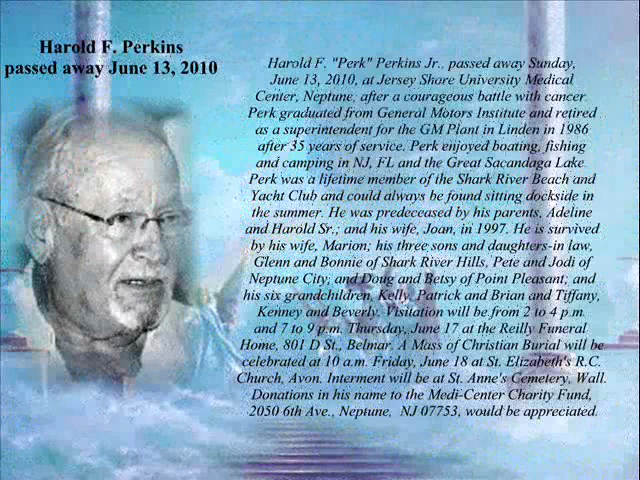 Harold F. Perkins
passed away June 13, 2010
Harold F. "Perk" Perkins Jr., passed away Sunday,
June 13, 2010, at Jersey Shore University Medical
Center, Neptune, after a courageous battle with cancer.
Perk graduated from General Motors Institute and retired
as a superintendent for the GM Plant in Linden in 1986
after 35 years of service. Perk enjoyed boating, fishing
and camping in NJ, FL and the Great Sacandaga Lake.
Perk was a lifetime member of the Shark River Beach and
Yacht Club and could always be found sitting dockside in
the summer. He was predeceased by his parents, Adeline
and Harold Sr.; and his wife, Joan, in 1997. He is survived
by his wife, Marion; his three sons and daughters-in law,
Glenn and Bonnie of Shark River Hills, Pete and Jodi of
Neptune City; and Doug and Betsy of Point Pleasant; and
his six grandchildren, Kelly, Patrick and Brian and Tiffany,
Kenney and Beverly. Visitation will be from 2 to 4 p.m.
and 7 to 9 p.m. Thursday, June 17 at the Reilly Funeral
Home, 801 D St., Belmar. A Mass of Christian Burial will be
celebrated at 10 a.m. Friday, June 18 at St. Elizabeth's R.C.
Church, Avon. Interment will be at St. Anne's Cemetery, Wall.
Donations in his name to the Medi-Center Charity Fund,
2050 6th Ave., Neptune, NJ 07753, would be appreciated.